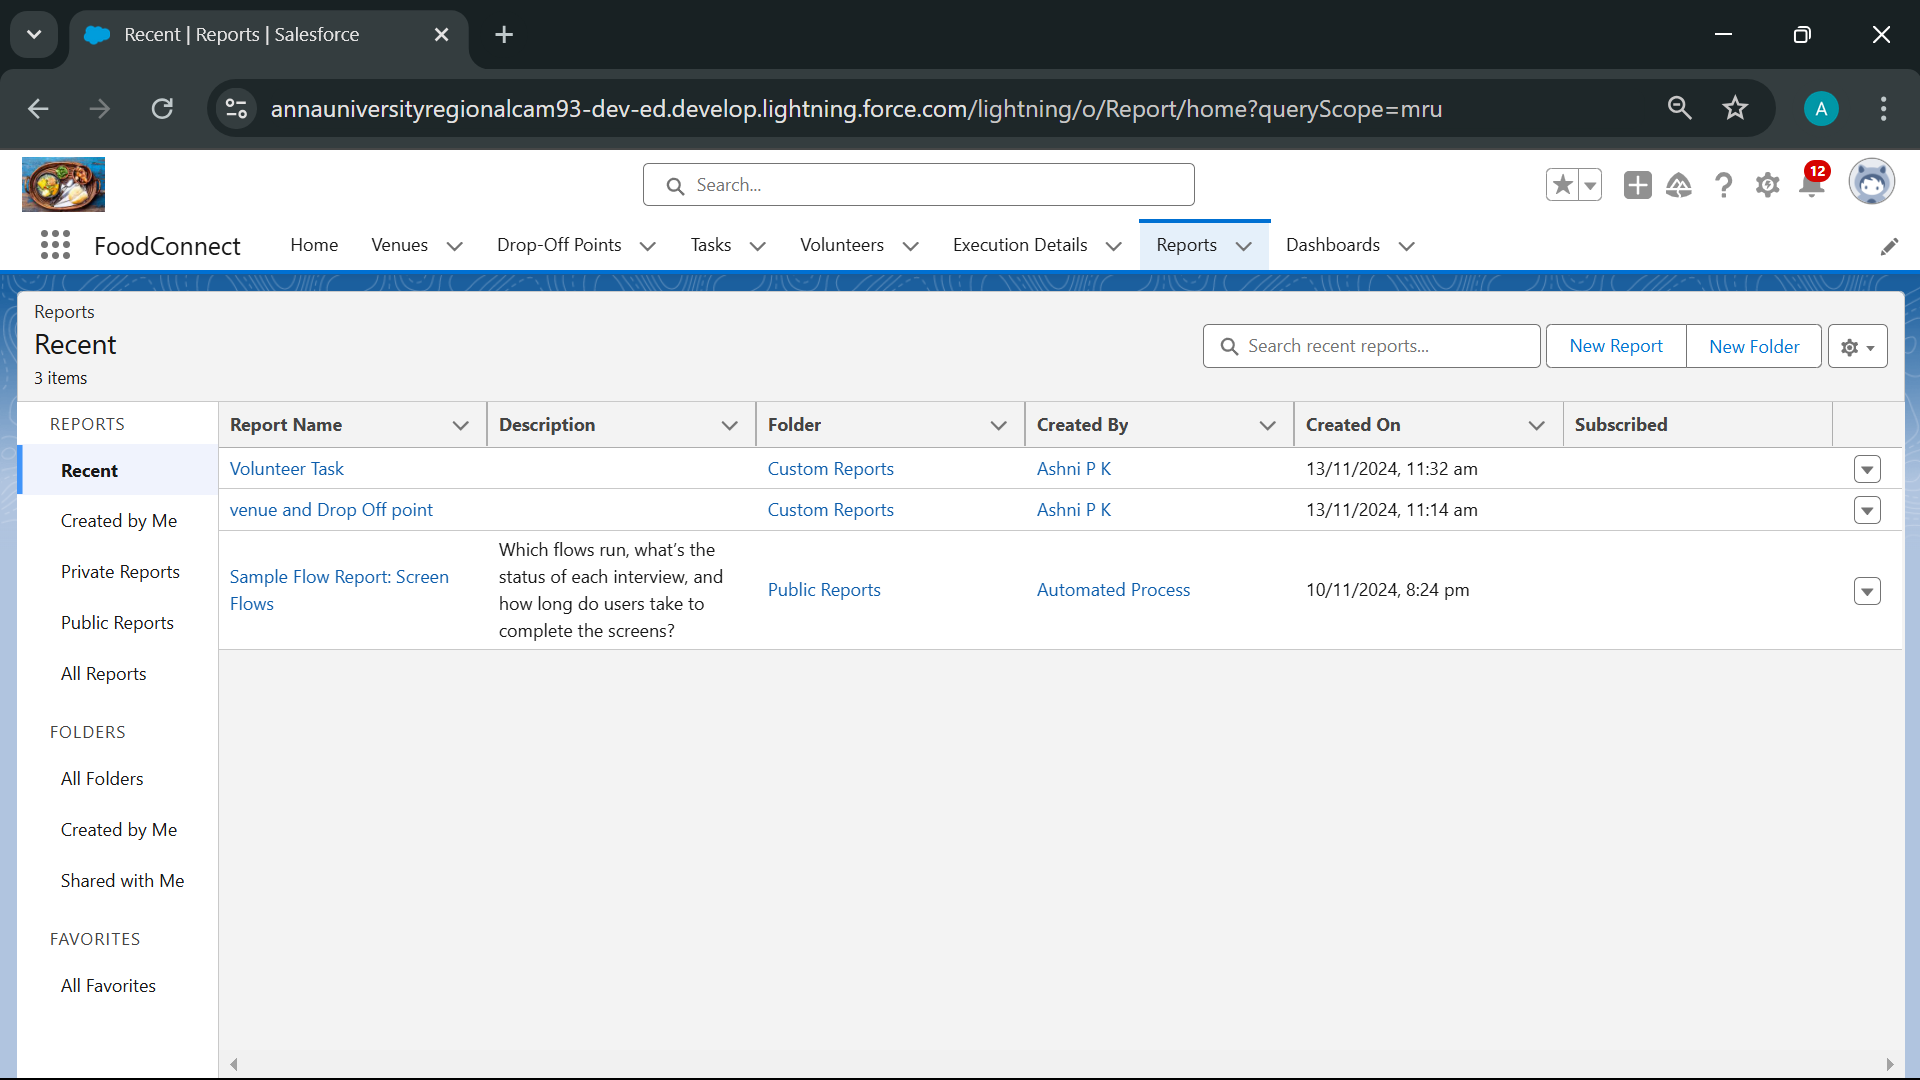 Recent | Reports | Salesforce
annauniversityregionalcam93-dev-ed.develop.lightning.force.com/lightning/o/Report/home?queryScope=mru
A
Search...
12
FoodConnect
Home
Venues
Drop-Off Points
Tasks
Volunteers
Execution Details
Reports
Dashboards
Reports
Recent
3 items
Search recent reports...
New Report
New Folder
REPORTS
Recent
Created by Me
Private Reports
Public Reports
All Reports
FOLDERS
All Folders
Created by Me
Shared with Me
FAVORITES
All Favorites
Report Name
Description
Folder
Created By
Created On
Subscribed
Volunteer Task
Custom Reports
Ashni P K
13/11/2024, 11:32 am
venue and Drop Off point
Custom Reports
Ashni P K
13/11/2024, 11:14 am
Sample Flow Report: Screen
Flows
Which flows run, what’s the
status of each interview, and
how long do users take to
complete the screens?
Public Reports
Automated Process
10/11/2024, 8:24 pm